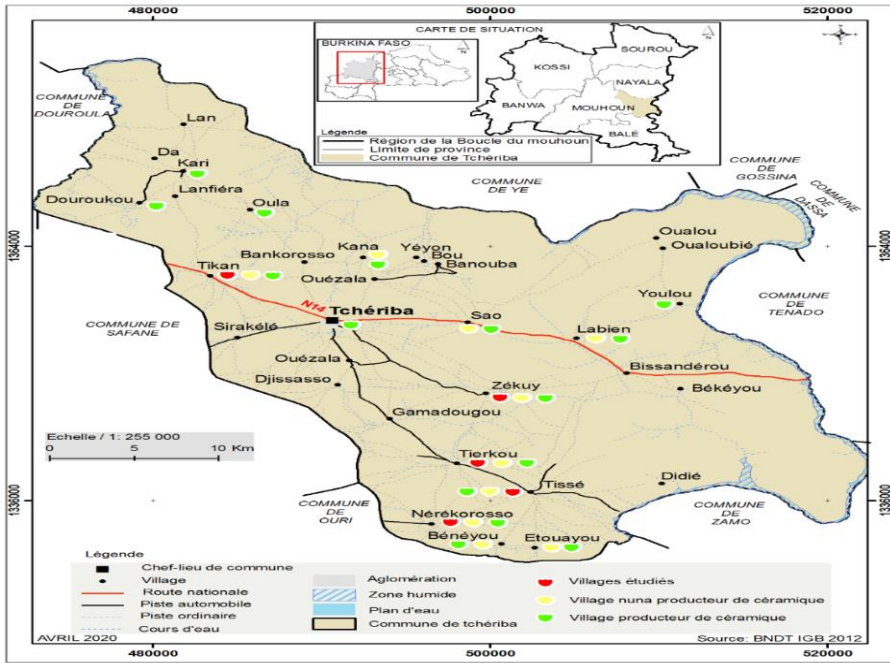 480000 500000 520000
CARTE DE SITUATION
BURKINA FASO
N
N
KOSSI
SOUROU
NAYALA
BANWA
MOUHOUN
BALÉ
Légende
Région de la Boucle du mouhoun
Limite de province
Commune de Tchériba
COMMUNE
DE
DOUROULA
Lan
Da
Kari
Lanfiéra
Douroukou
Oula
COMMUNE
DE YE
COMMUNE
DE
GOSSINA
COMMUNE
DE
DASSA
1364000
1364000
Oualou
Oualoubié
Kana
Yéyon
Bankorosso
Bou
Banouba
Tikan
Ouézala
Youlou
COMMUNE
DE
TENADO
N14
Tchériba
Sao
COMMUNE DE
SAFANE
Sirakélé
Labien
Ouézala
Bissandérou
Djissasso
Zékuy
Békéyou
Gamadougou
Echelle / 1: 255 000
0 5 10 Km
Tierkou
Didié
Tissé
1336000
1336000
COMMUNE
DE
OURI
COMMUNE
DE
ZAMO
Nérékorosso
Bénéyou
Etouayou
Légende
Chef-lieu de commune
Village
Route nationale
Piste automobile
Piste ordinaire
Cours d'eau
Aglomération
Zone humide
Plan d'eau
Commune de tchériba
Villages étudiés
Village nuna producteur de céramique
Village producteur de céramique
AVRIL 2020
Source: BNDT IGB 2012
480000 500000 520000